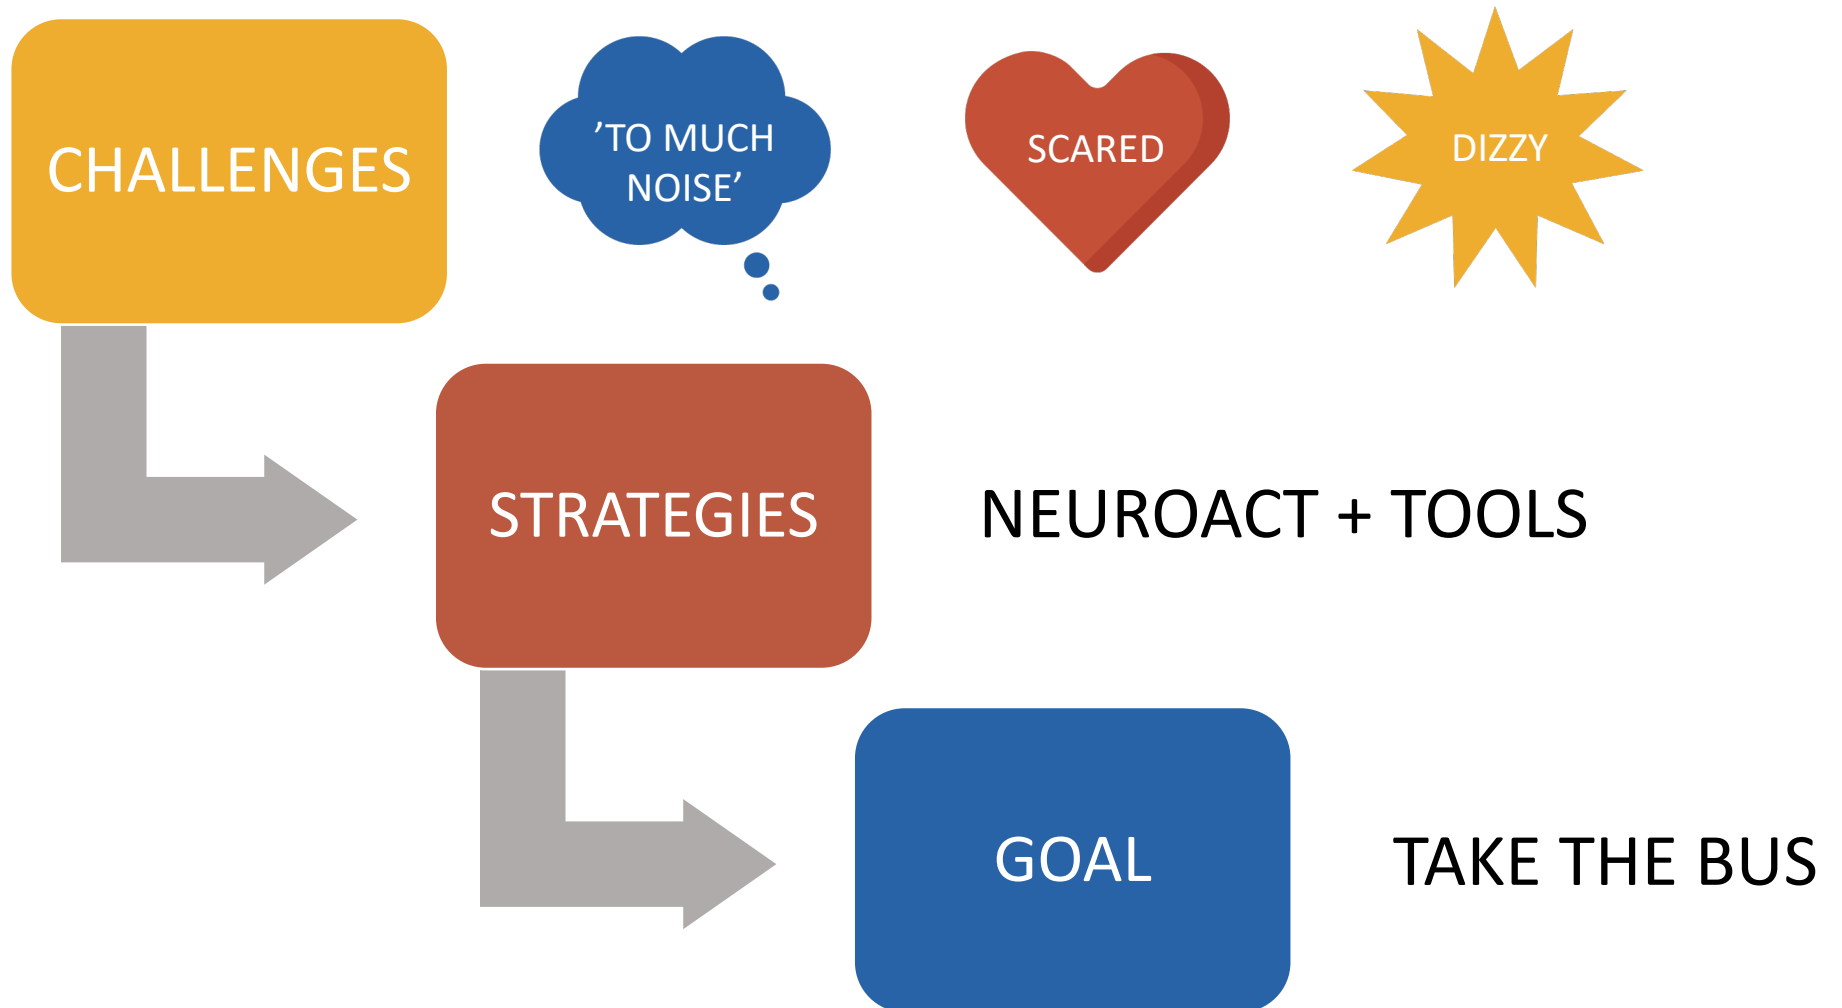 CHALLENGES
’TO MUCH
NOISE’
SCARED
DIZZY
STRATEGIES
NEUROACT + TOOLS
GOAL
TAKE THE BUS